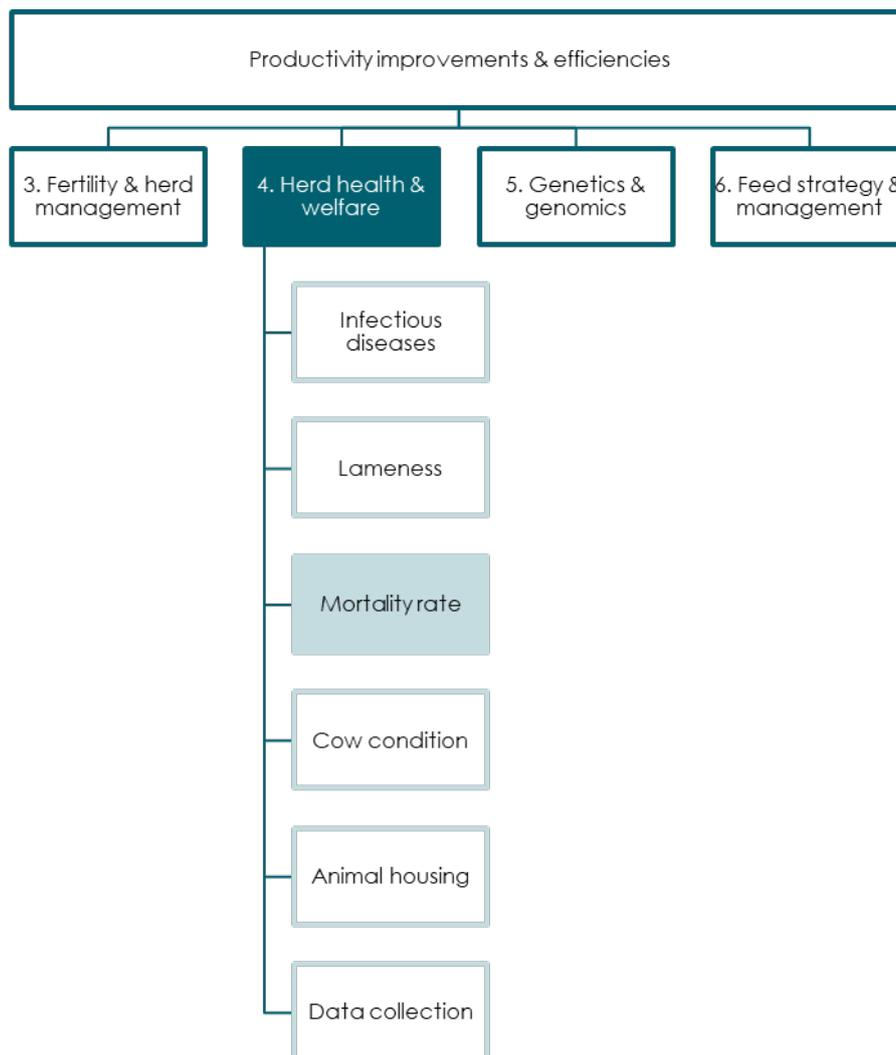 Productivity improvements & efficiencies
3. Fertility & herd
management
4. Herd health &
welfare
5. Genetics &
genomics
6. Feed strategy &
management
Infectious
diseases
Lameness
Mortality rate
Cow condition
Animal housing
Data collection